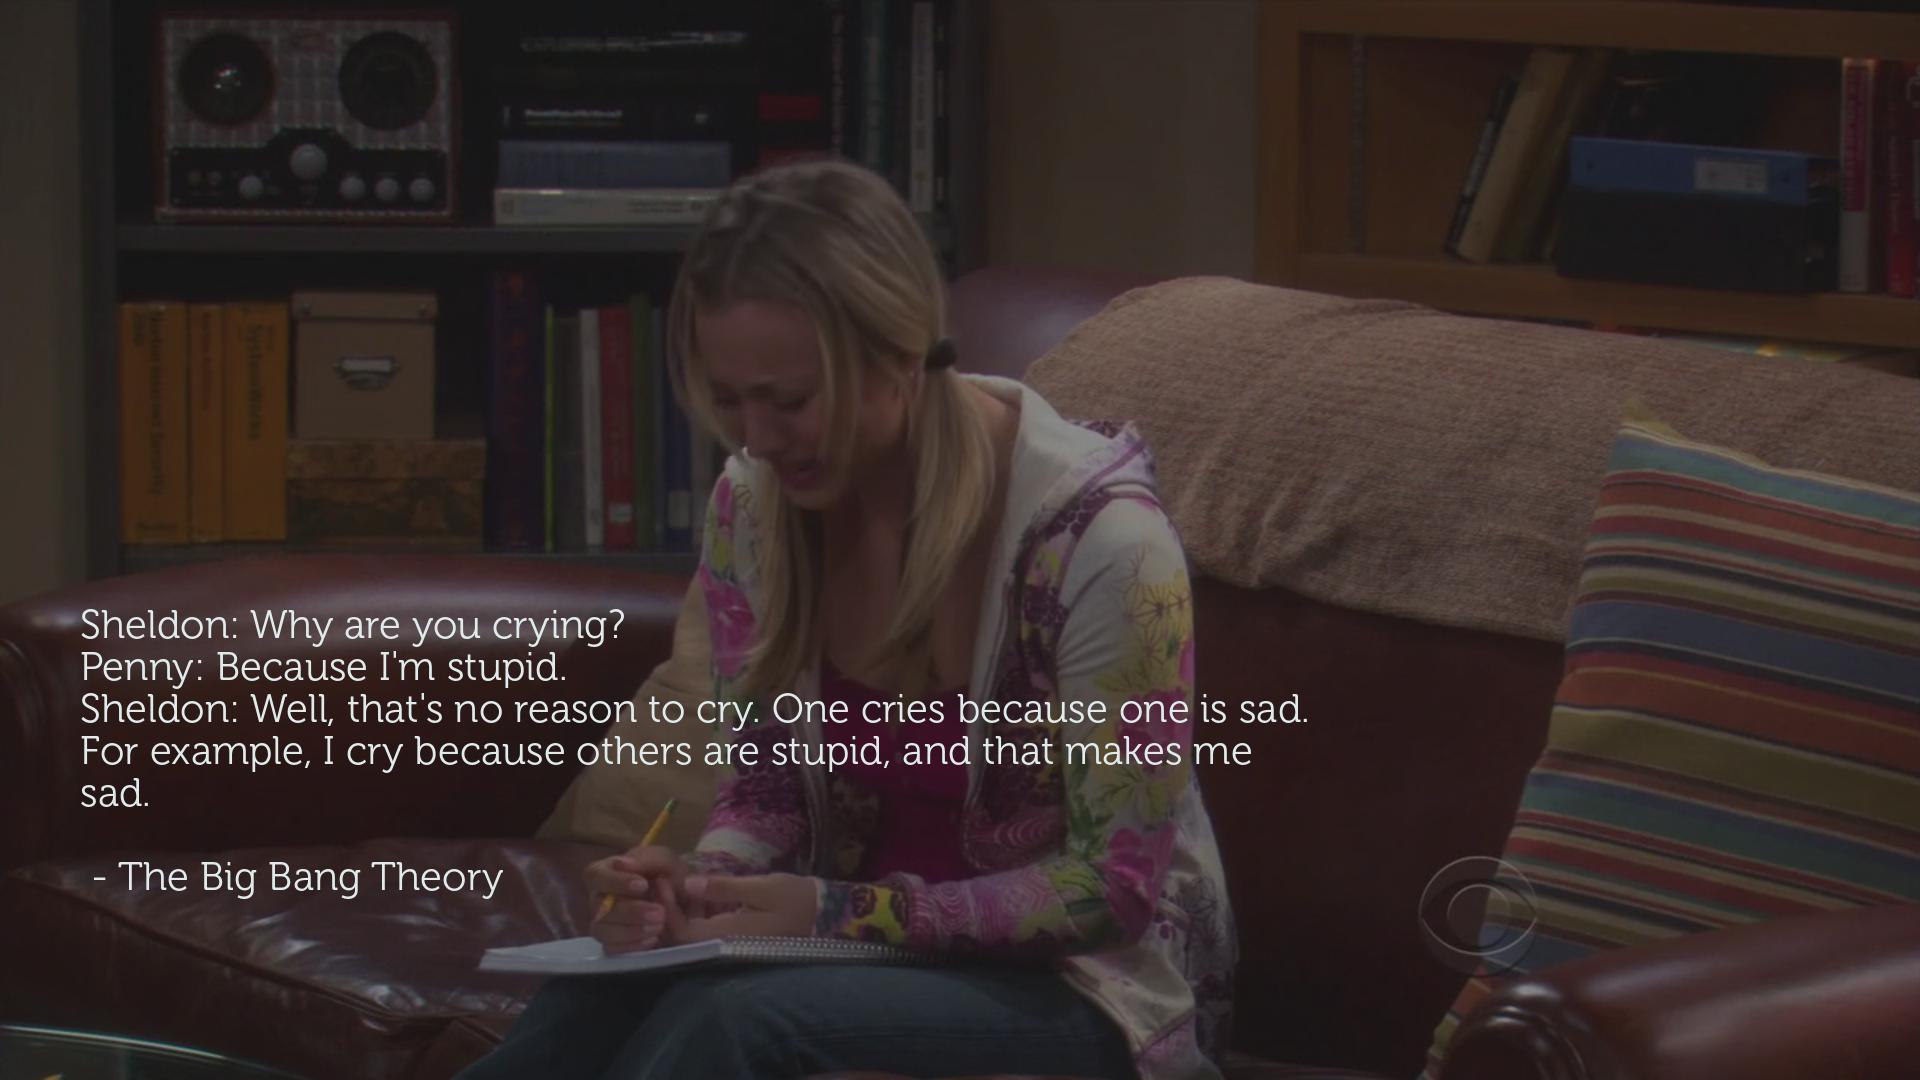 Sheldon: Why are you crying?
Penny: Because I'm stupid.
Sheldon: Well, that's no reason to cry. One cries because one is sad.
For example, I cry because others are stupid, and that makes me
sad.
- The Big Bang Theory